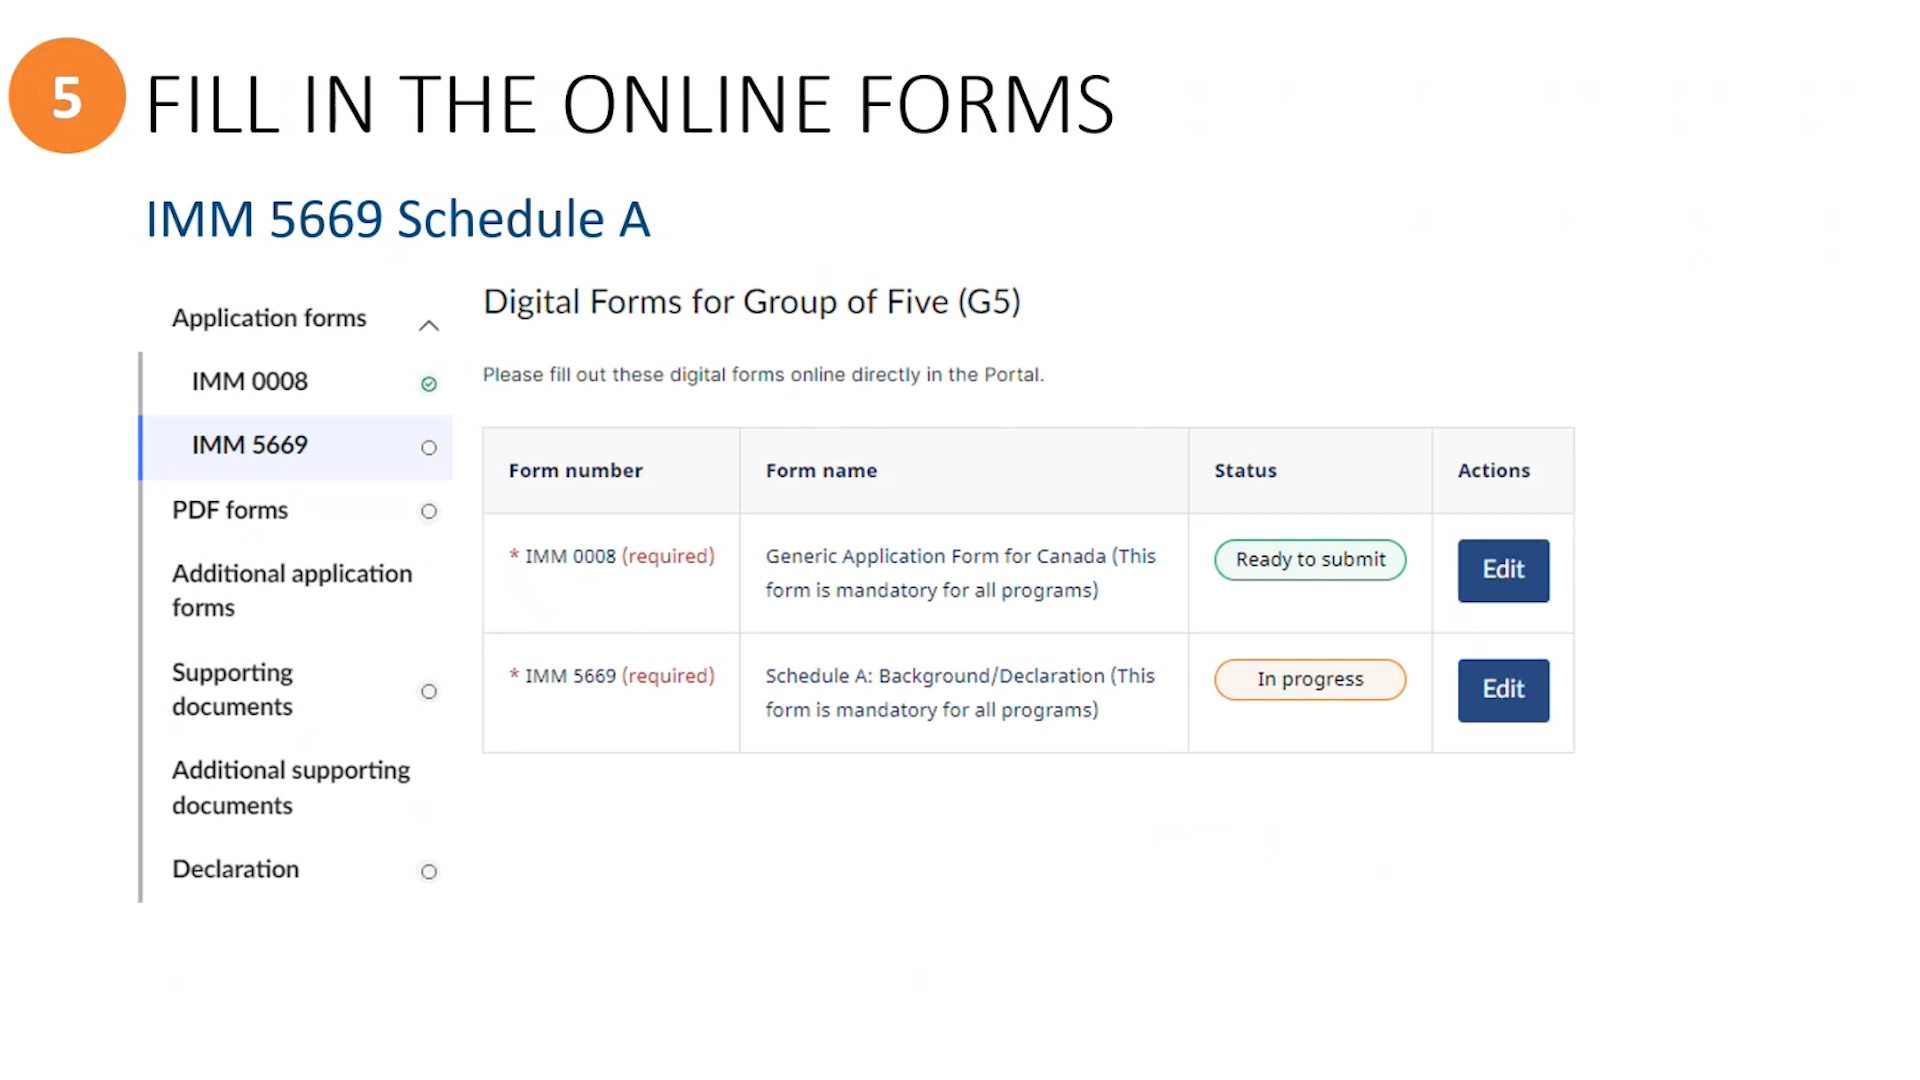 5
FILL IN THE ONLINE FORMS
IMM 5669 Schedule A
Application forms
IMM 0008
IMM 5669
PDF forms
Additional application
forms
Supporting
documents
Additional supporting
documents
Declaration
Digital Forms for Group of Five (G5)
Please fill out these digital forms online directly in the Portal.
Form number Form name Status Actions
* IMM 0008 (required) Generic Application Form for Canada (This Ready to submit Edit
form is mandatory for all programs)
* IMM 5669 (required) Schedule A: Background/Declaration (This In progress Edit
form is mandatory for all programs)